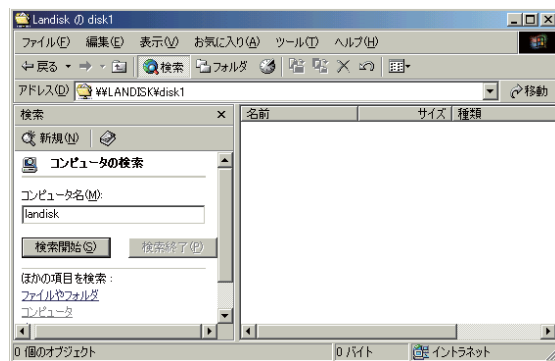 Landisk の disk1
ファイル(F) 編集(E) 表示(V) お気に入り(A) ツール(T) ヘルプ(H)
戻る 検索 フォルダ
アドレス(D) ¥¥LANDISK¥disk1 移動
検索
新規(N)
コンピュータの検索
コンピュータ名(M):
landisk
検索開始(S) 検索終了(P)
ほかの項目を検索:
ファイルやフォルダ
コンピュータ
名前 サイズ 種類
0 個のオブジェクト 0 バイト イントラネット